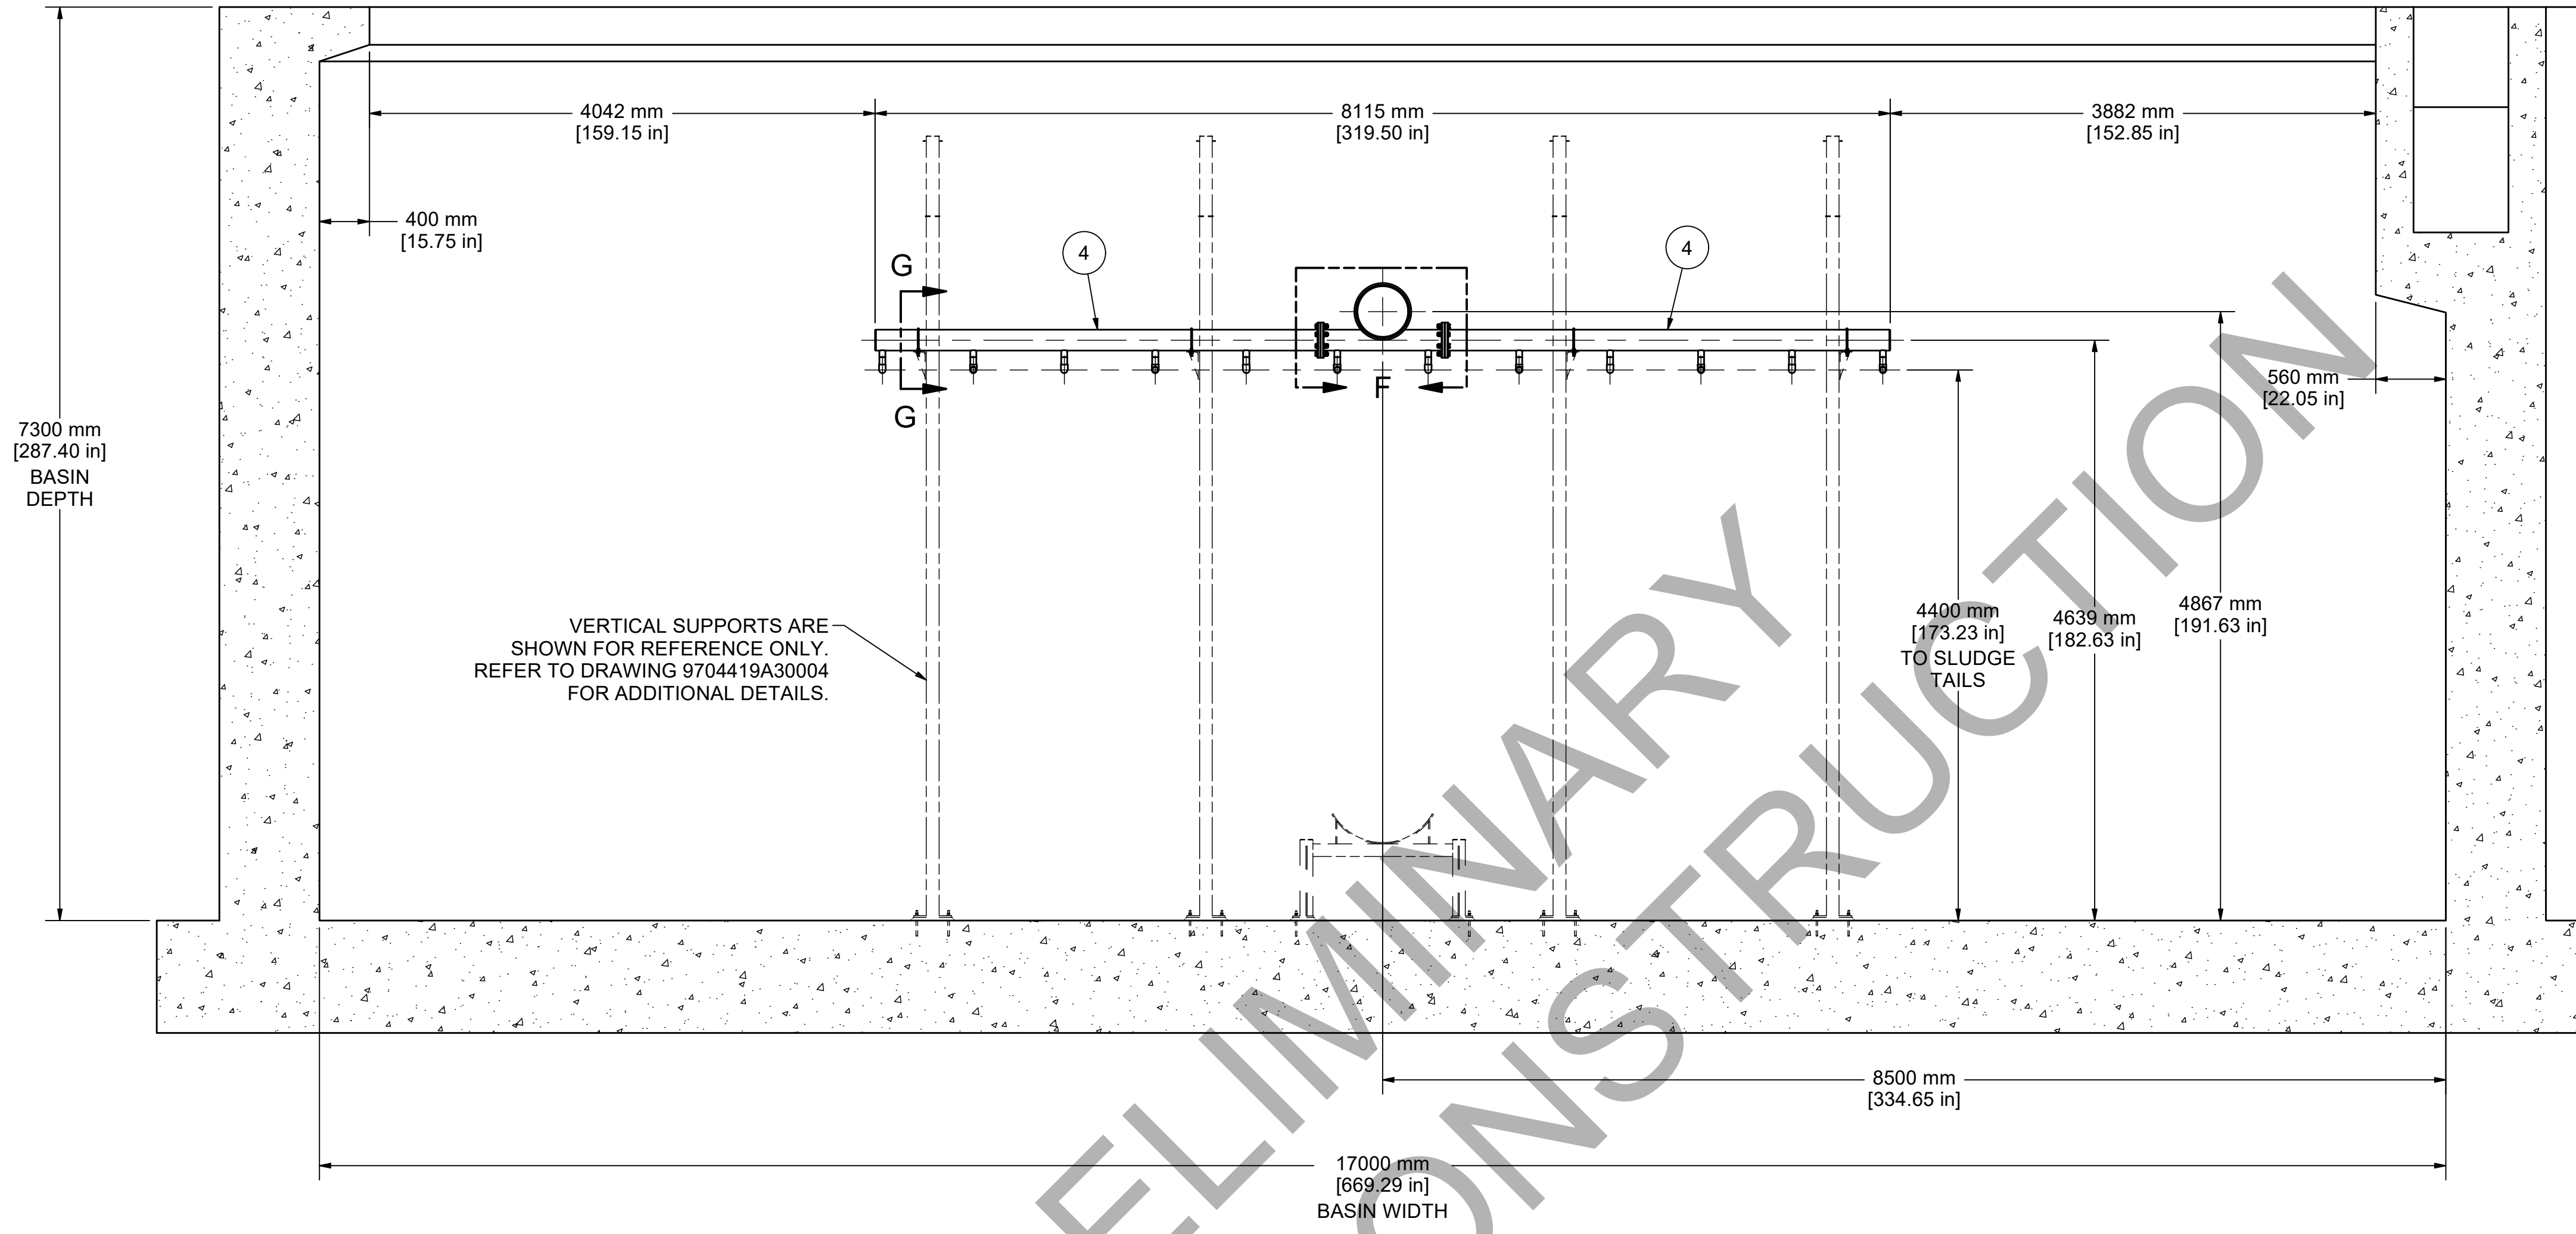 4042 mm
[159.15 in]
8115 mm
[319.50 in]
3882 mm
[152.85 in]
400 mm
[15.75 in]
G
4
4
F
G
560 mm
[22.05 in]
7300 mm
[287.40 in]
BASIN
DEPTH
VERTICAL SUPPORTS ARE
SHOWN FOR REFERENCE ONLY.
REFER TO DRAWING 9704419A30004
FOR ADDITIONAL DETAILS.
4400 mm
[173.23 in]
TO SLUDGE
TAILS
4639 mm
[182.63 in]
4867 mm
[191.63 in]
ELIMINARY
ONSTRUCTION
8500 mm
[334.65 in]
17000 mm
[669.29 in]
BASIN WIDTH